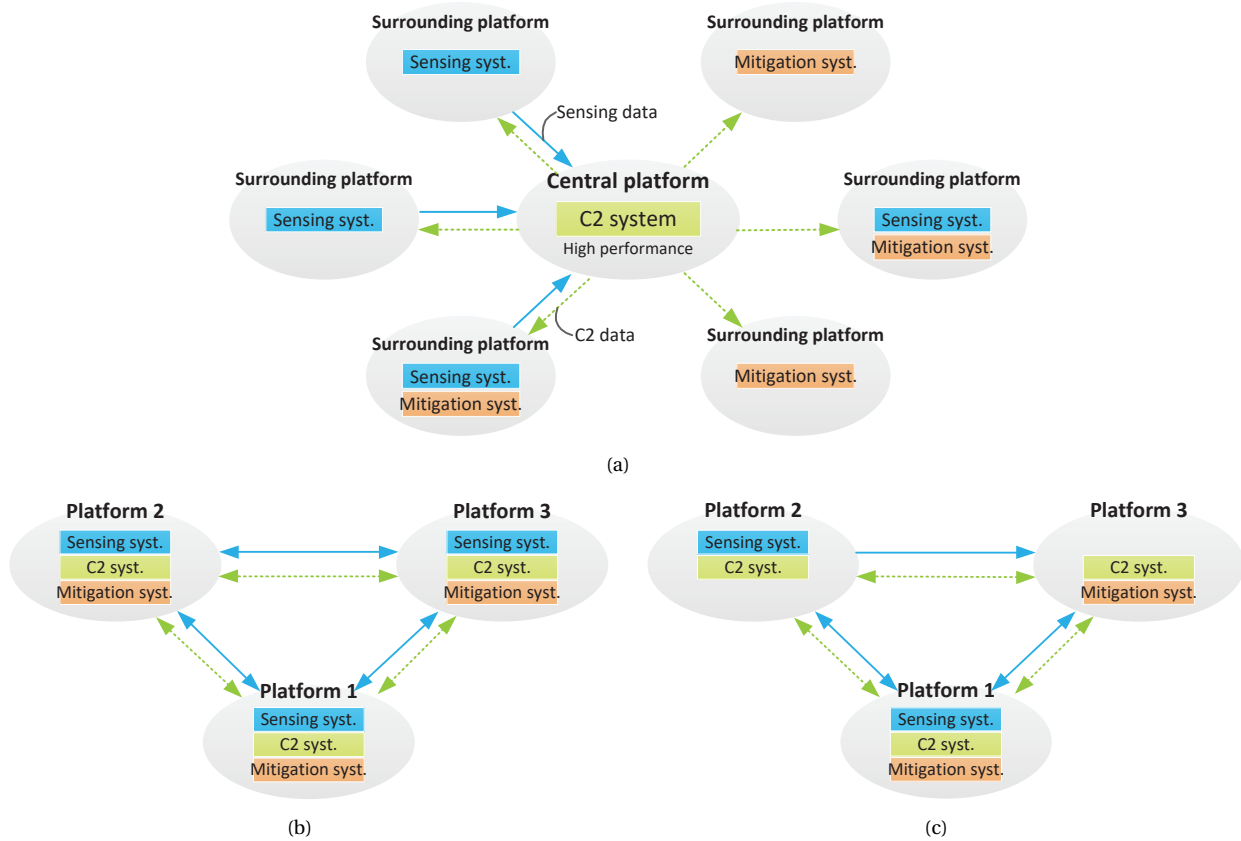 Surrounding platform
Sensing syst.
Surrounding platform
Mitigation syst.
Sensing data
Surrounding platform
Sensing syst.
Central platform
C2 system
High performance
Surrounding platform
Sensing syst.
Mitigation syst.
C2 data
Surrounding platform
Sensing syst.
Mitigation syst.
Surrounding platform
Mitigation syst.
(a)
Platform 2
Sensing syst.
C2 syst.
Mitigation syst.
Platform 3
Sensing syst.
C2 syst.
Mitigation syst.
Platform 1
Sensing syst.
C2 syst.
Mitigation syst.
(b)
Platform 2
Sensing syst.
C2 syst.
Platform 3
C2 syst.
Mitigation syst.
Platform 1
Sensing syst.
C2 syst.
Mitigation syst.
(c)